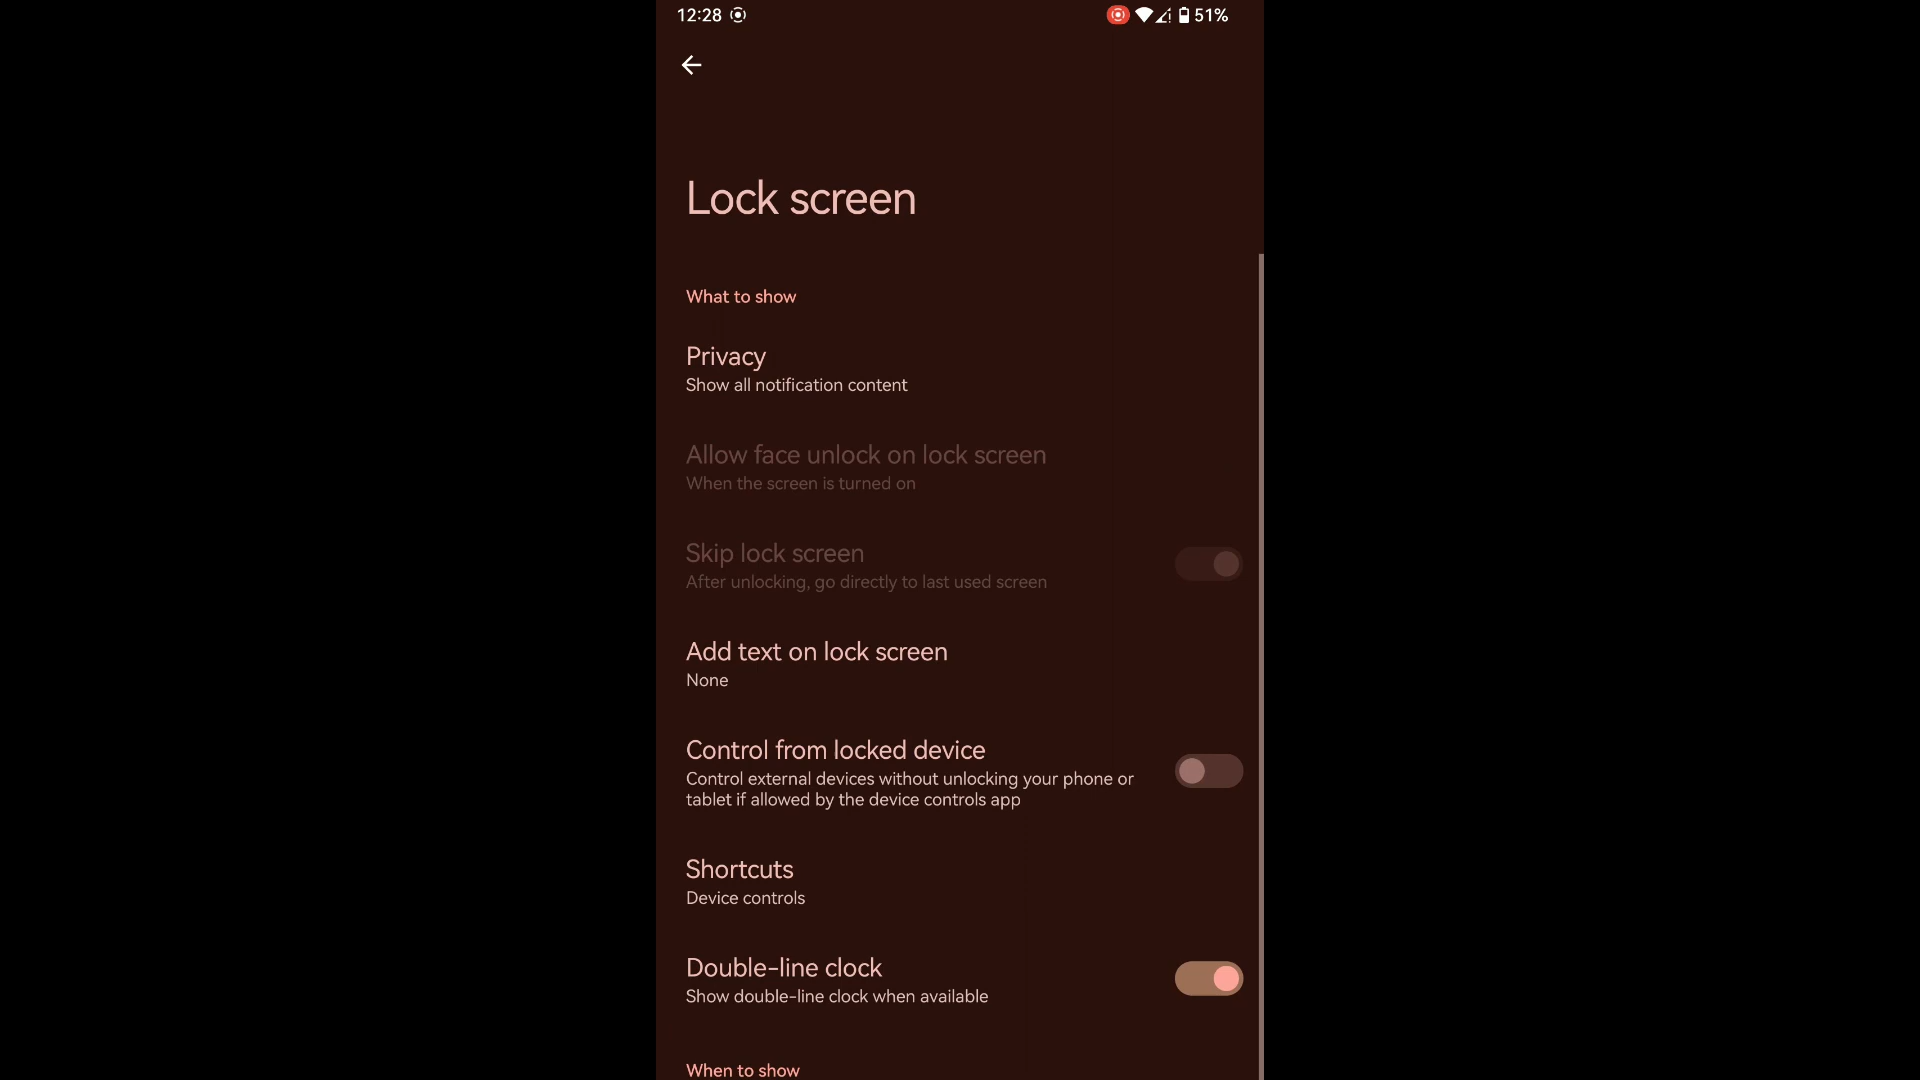 12:28
51%
Lock screen
What to show
Privacy
Show all notification content
Allow face unlock on lock screen
When the screen is turned on
Skip lock screen
After unlocking, go directly to last used screen
Add text on lock screen
None
Control from locked device
Control external devices without unlocking your phone or
tablet if allowed by the device controls app
Shortcuts
Device controls
Double-line clock
Show double-line clock when available
When to show